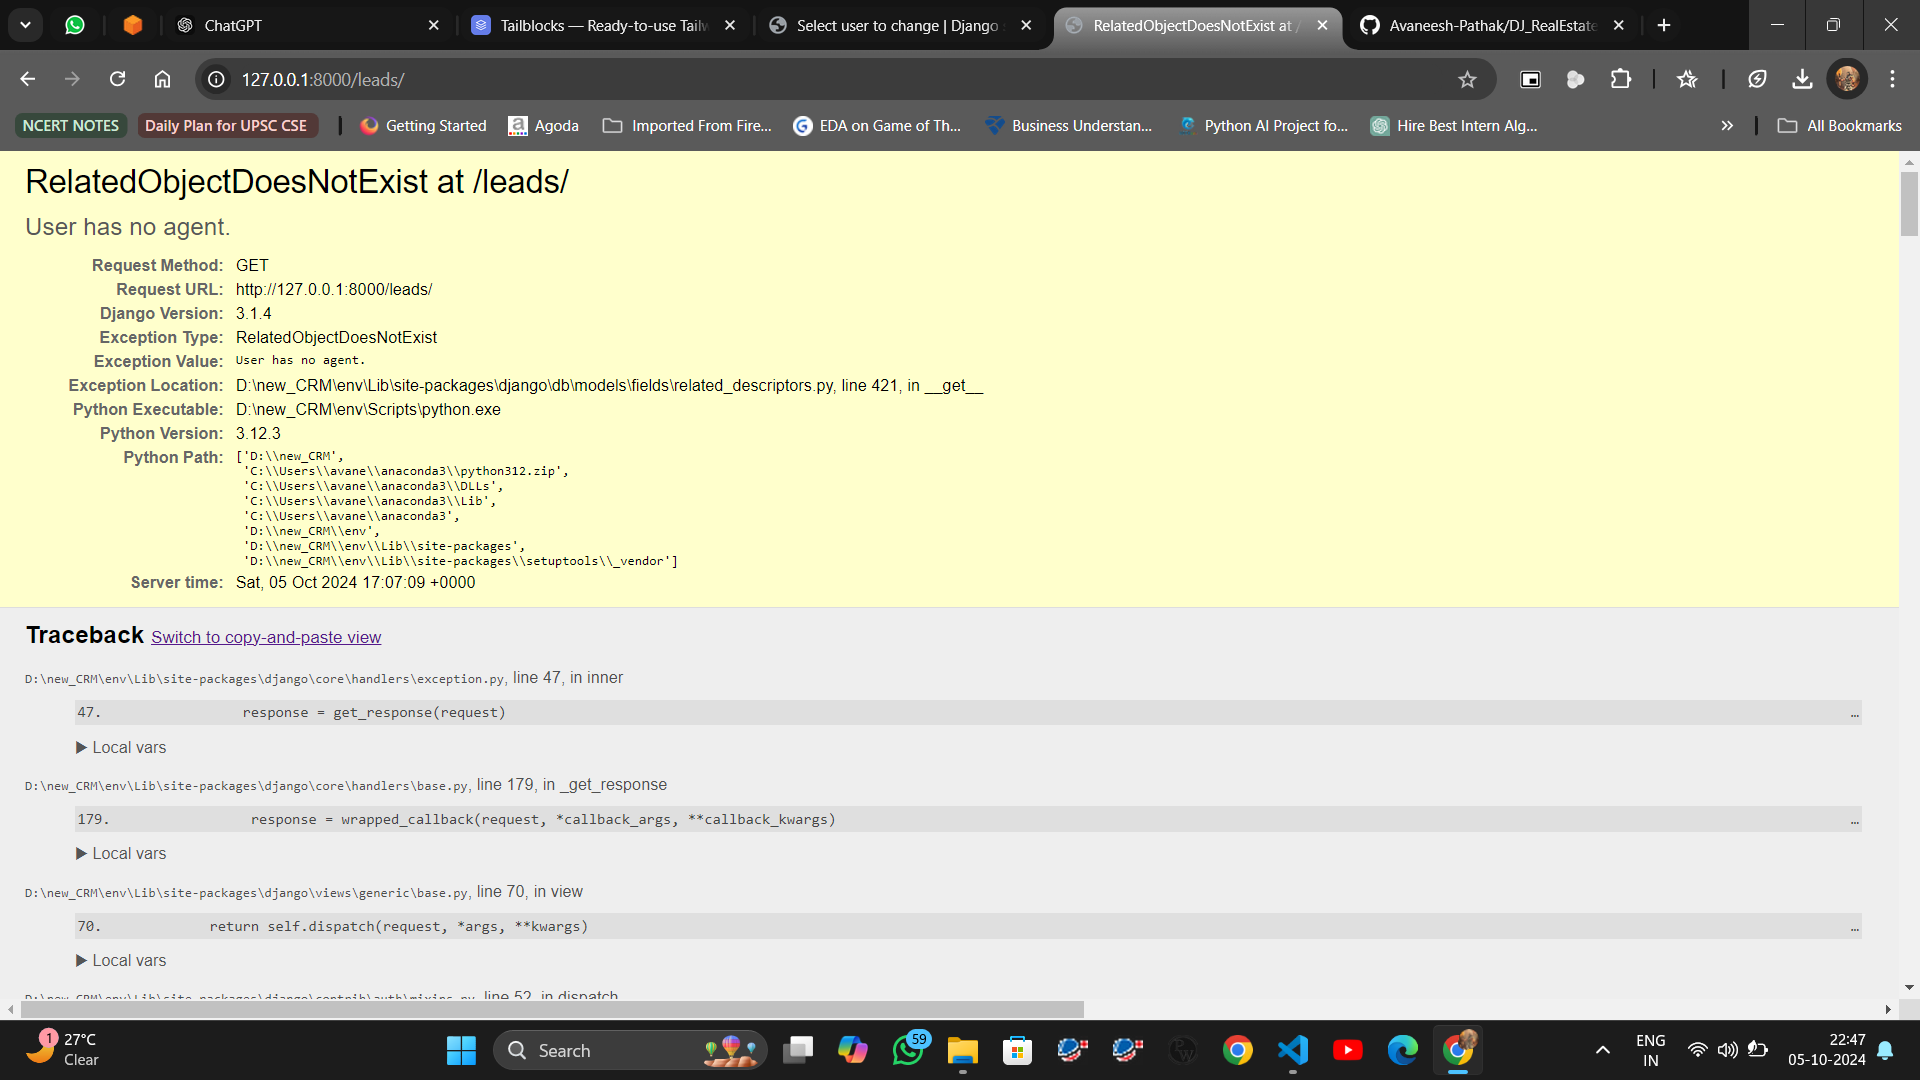 ChatGPT
Tailblocks — Ready-to-use Tailw
Select user to change | Django s
RelatedObjectDoesNotExist at /
Avaneesh-Pathak/DJ_RealEstate
127.0.0.1:8000/leads/
NCERT NOTES
Daily Plan for UPSC CSE
Getting Started
Agoda
Imported From Fire...
EDA on Game of Th...
Business Understan...
Python AI Project fo...
Hire Best Intern Alg...
All Bookmarks
RelatedObjectDoesNotExist at /leads/
User has no agent.
Request Method: GET
Request URL: http://127.0.0.1:8000/leads/
Django Version: 3.1.4
Exception Type: RelatedObjectDoesNotExist
Exception Value: User has no agent.
Exception Location: D:\new_CRM\env\Lib\site-packages\django\db\models\fields\related_descriptors.py, line 421, in __get__
Python Executable: D:\new_CRM\env\Scripts\python.exe
Python Version: 3.12.3
Python Path: ['D:\\new_CRM',
'C:\\Users\\avane\\anaconda3\\python312.zip',
'C:\\Users\\avane\\anaconda3\\DLLs',
'C:\\Users\\avane\\anaconda3\\Lib',
'C:\\Users\\avane\\anaconda3',
'D:\\new_CRM\\env',
'D:\\new_CRM\\env\\Lib\\site-packages',
'D:\\new_CRM\\env\\Lib\\site-packages\\setuptools\\_vendor']
Server time: Sat, 05 Oct 2024 17:07:09 +0000
Traceback Switch to copy-and-paste view
D:\new_CRM\env\Lib\site-packages\django\core\handlers\exception.py, line 47, in inner
47. response = get_response(request) …
▶ Local vars
D:\new_CRM\env\Lib\site-packages\django\core\handlers\base.py, line 179, in _get_response
179. response = wrapped_callback(request, *callback_args, **callback_kwargs) …
▶ Local vars
D:\new_CRM\env\Lib\site-packages\django\views\generic\base.py, line 70, in view
70. return self.dispatch(request, *args, **kwargs) …
▶ Local vars
D:\new_CRM\env\Lib\site-packages\django\contrib\auth\mixins.py, line 52, in dispatch
1
27°C
Clear
Search
59
ENG
IN
22:47
05-10-2024